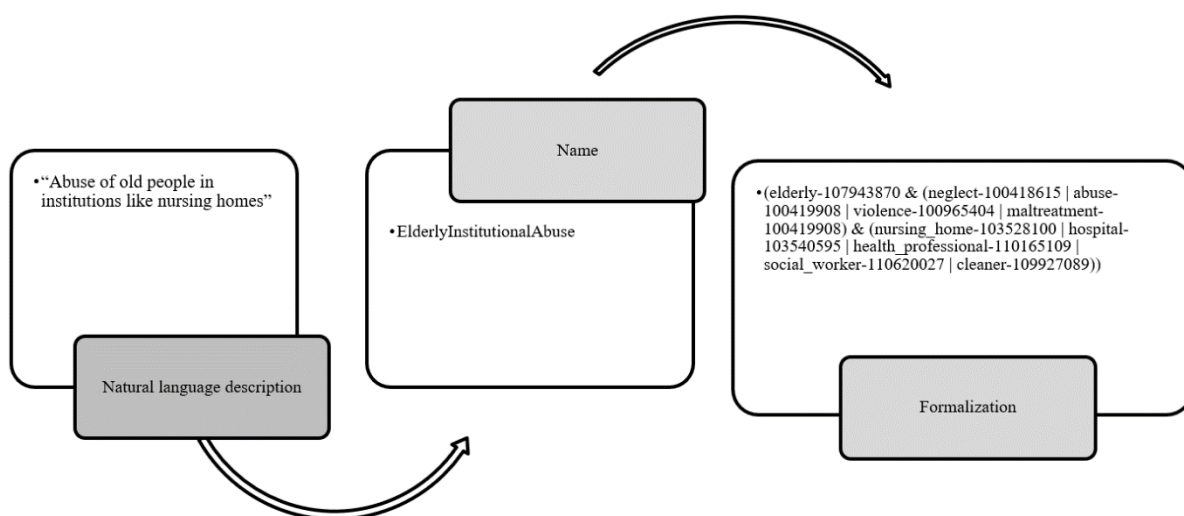 •“Abuse of old people in
institutions like nursing homes”
Natural language description
Name
•ElderlyInstitutionalAbuse
•(elderly-107943870 & (neglect-100418615 | abuse-
100419908 | violence-100965404 | maltreatment-
100419908) & (nursing_home-103528100 | hospital-
103540595 | health_professional-110165109 |
social_worker-110620027 | cleaner-109927089))
Formalization